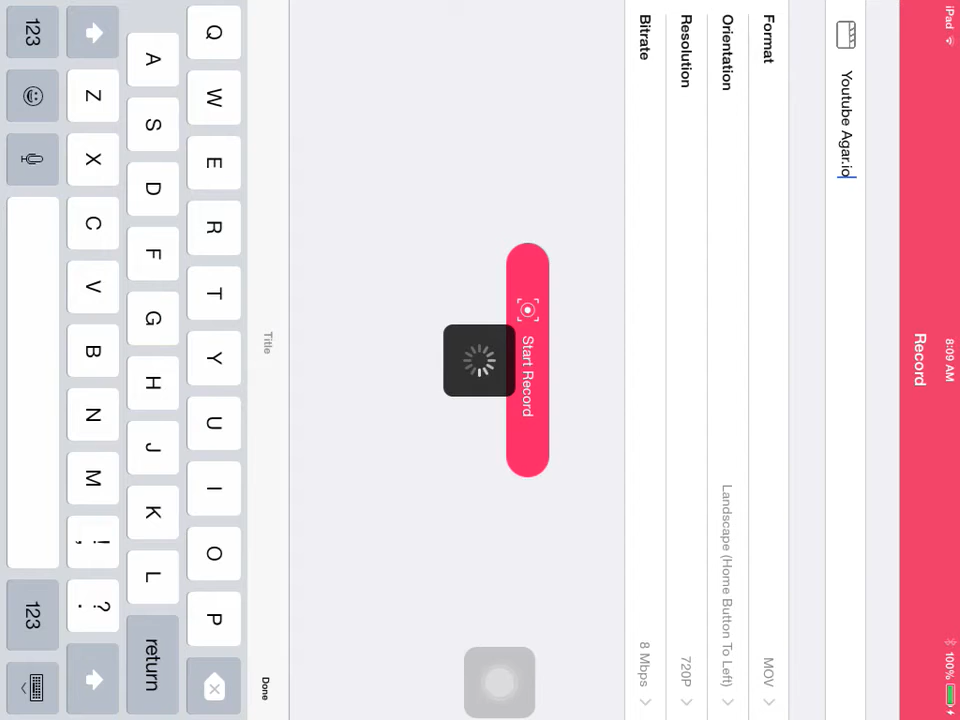 iPad 8:09 AM 100%
Record
Youtube Agar.io
Format MOV
Orientation Landscape (Home Button To Left)
Resolution 720P
Bitrate 8 Mbps
Start Record
Title Done
Q W E R T Y U I O P
A S D F G H J K L return
Z X C V B N M ! , ? .
123 123